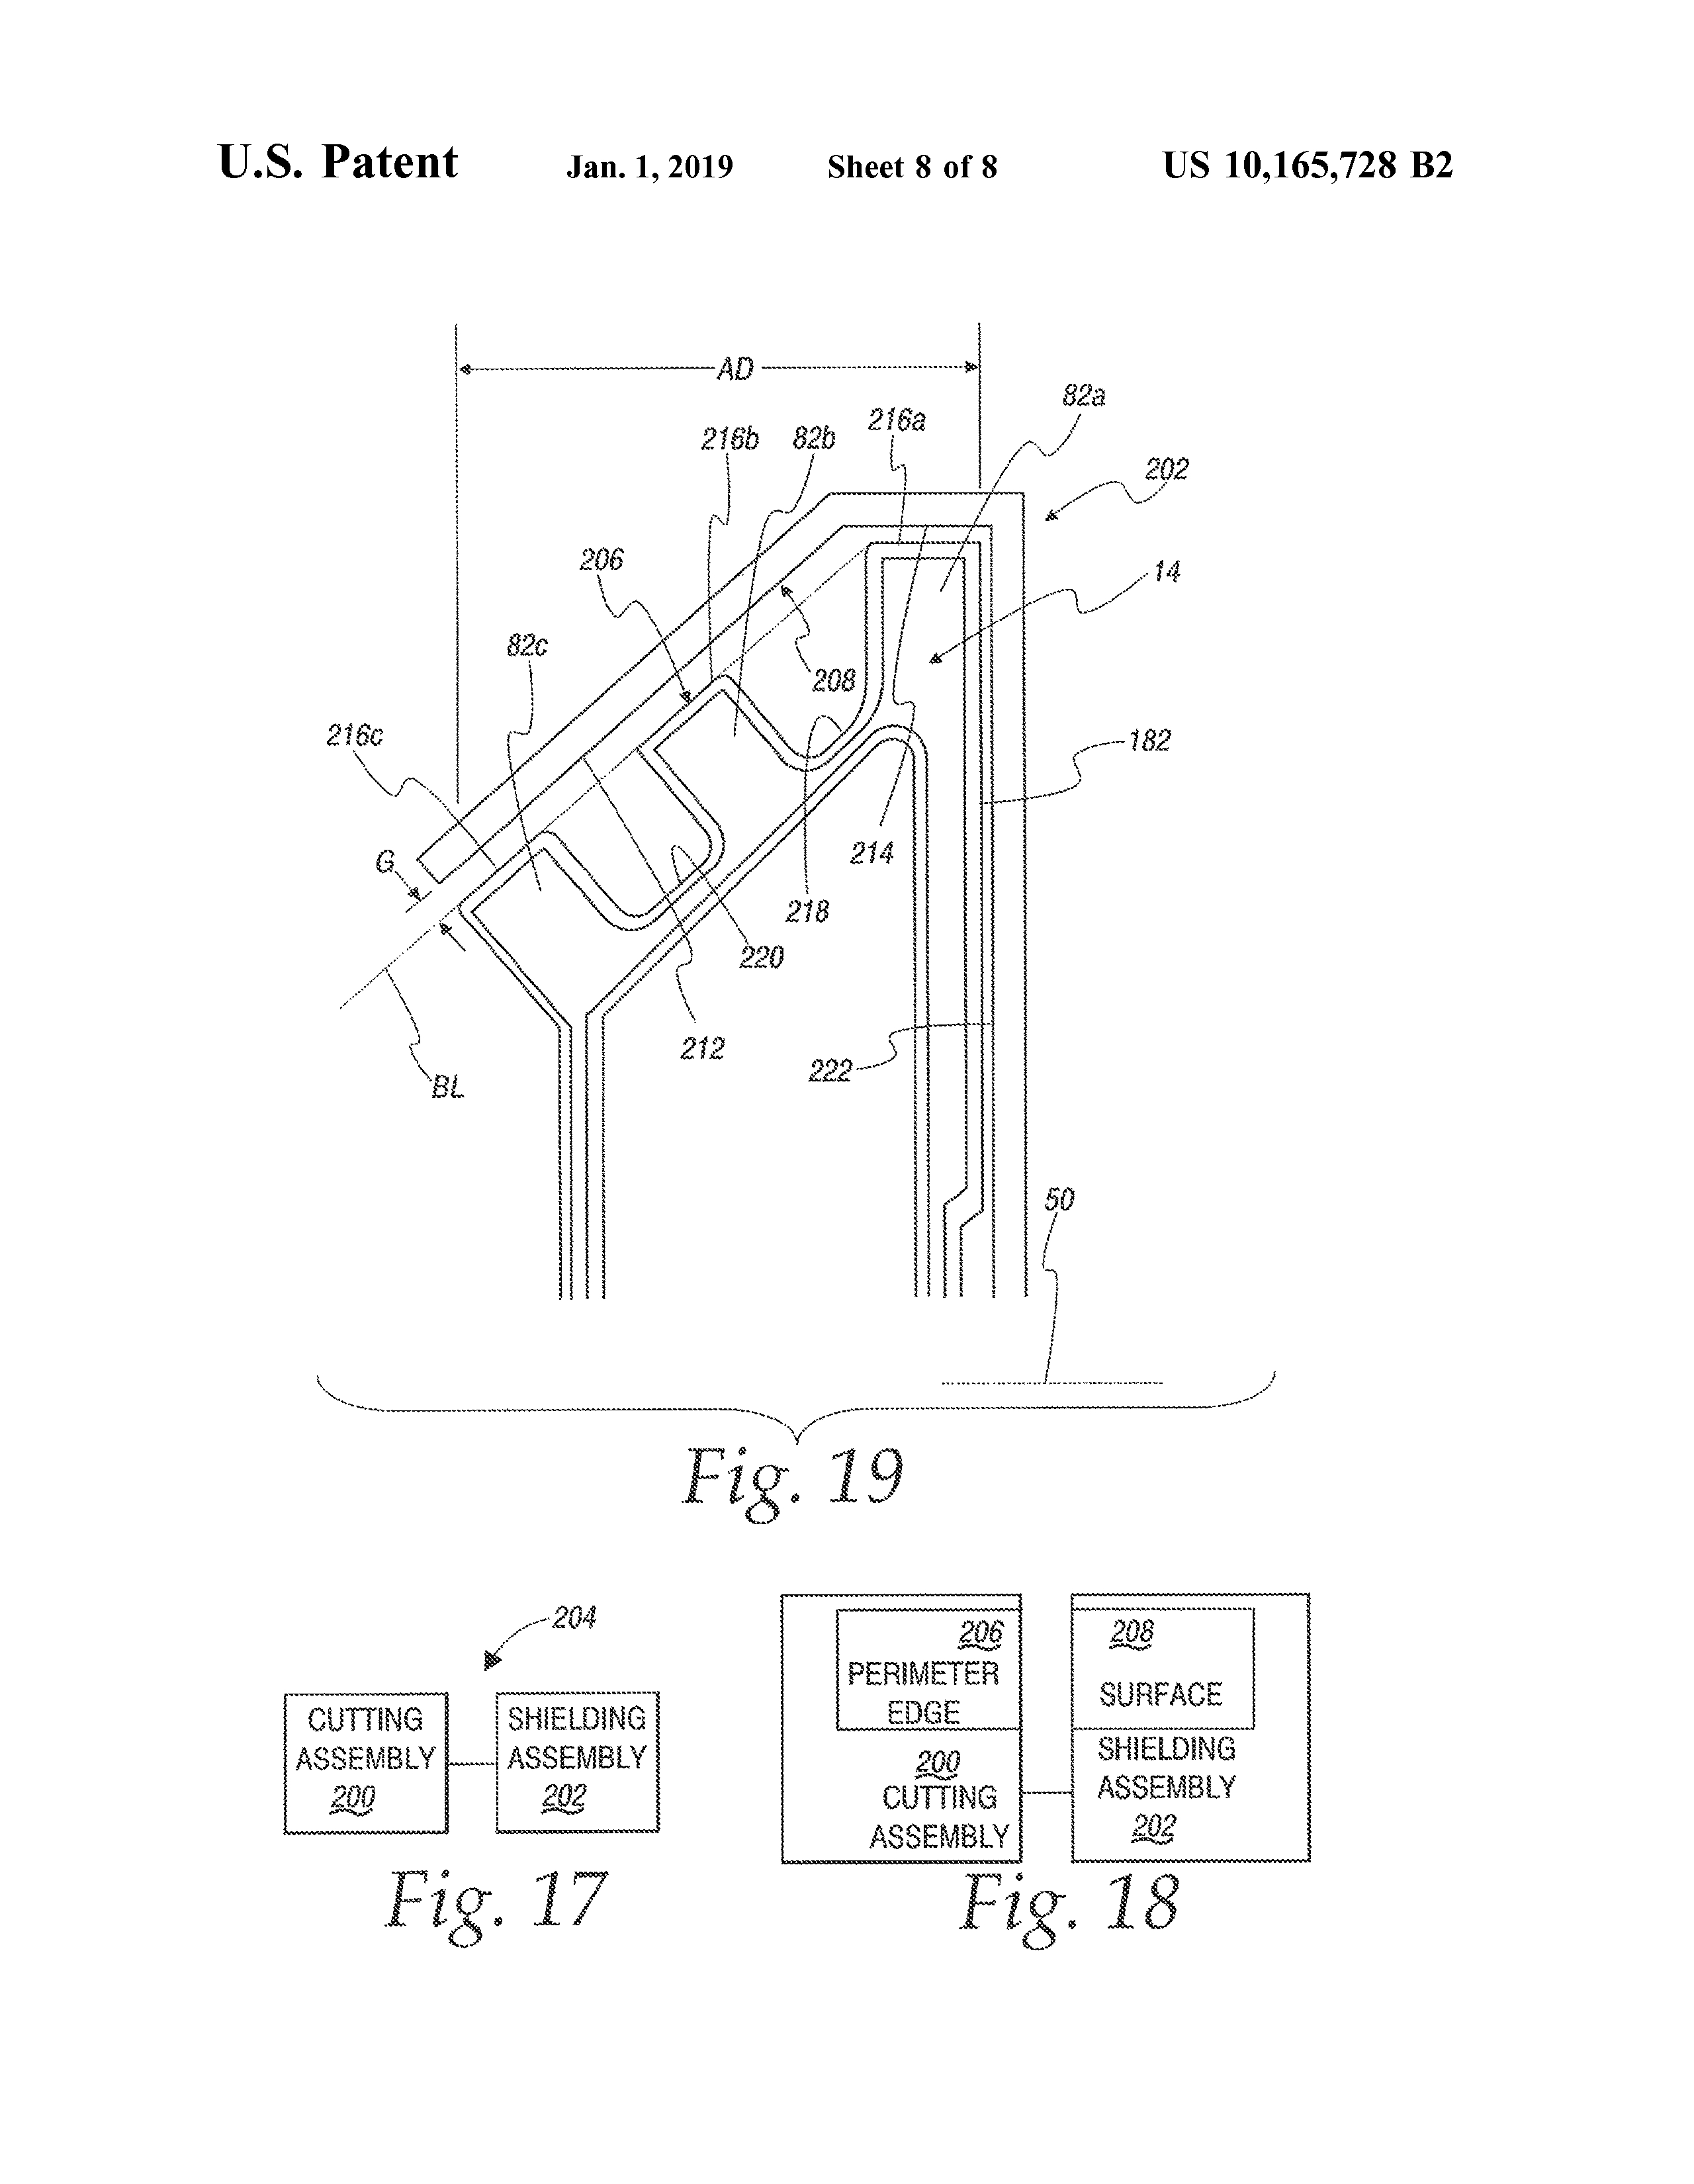 U.S. Patent Jan. 1, 2019 Sheet 8 of 8 US 10,165,728 B2
AD
82a
216a
216b
82b
202
206
14
82c
208
216c
182
G
214
218
220
212
222
BL
50
Fig. 19
204
CUTTING
ASSEMBLY
200
SHIELDING
ASSEMBLY
202
Fig. 17
206
PERIMETER
EDGE
200
CUTTING
ASSEMBLY
208
SURFACE
SHIELDING
ASSEMBLY
202
Fig. 18